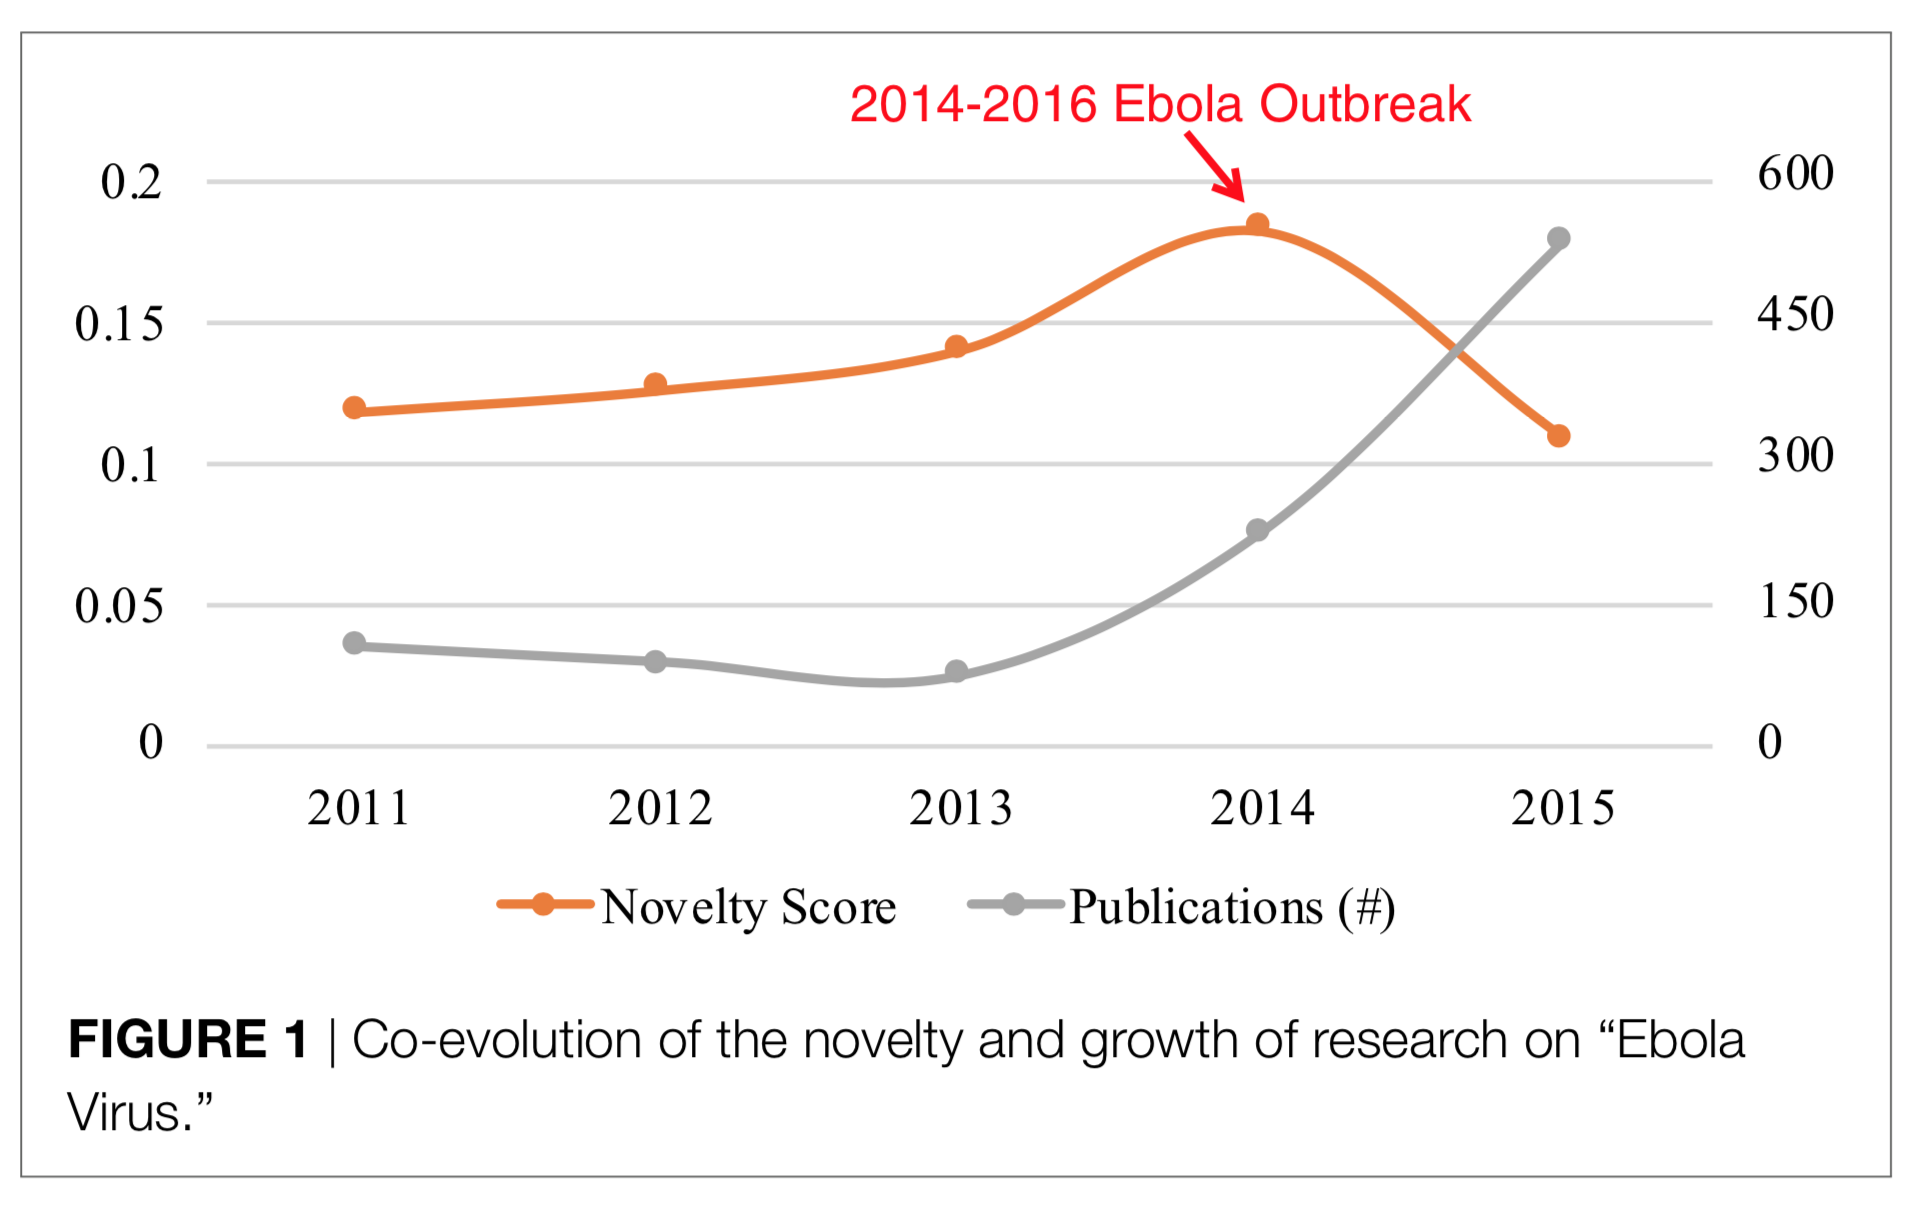 2014-2016 Ebola Outbreak
0.2
0.15
0.1
0.05
0
600
450
300
150
0
2011 2012 2013 2014 2015
Novelty Score Publications (#)
FIGURE 1 | Co-evolution of the novelty and growth of research on “Ebola
Virus.”